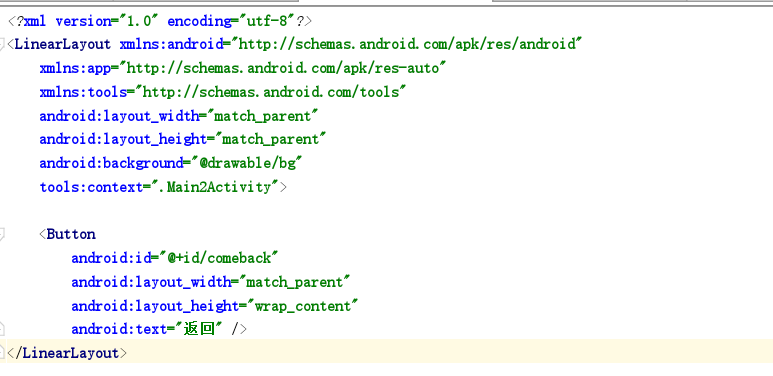 <?xml version="1.0" encoding="utf-8"?>
<LinearLayout xmlns:android="http://schemas.android.com/apk/res/android"
    xmlns:app="http://schemas.android.com/apk/res-auto"
    xmlns:tools="http://schemas.android.com/tools"
    android:layout_width="match_parent"
    android:layout_height="match_parent"
    android:background="@drawable/bg"
    tools:context=".Main2Activity">
    <Button
        android:id="@+id/comeback"
        android:layout_width="match_parent"
        android:layout_height="wrap_content"
        android:text="返回" />
</LinearLayout>